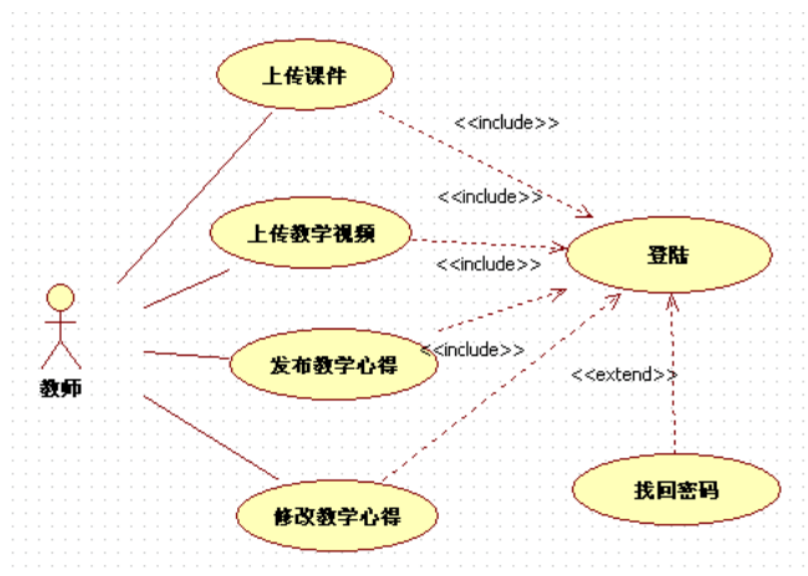 上传课件
<<include>>
<<include>>
上传教学视频
登陆
<<include>>
<<include>>
发布教学心得
<<extend>>
教师
找回密码
修改教学心得